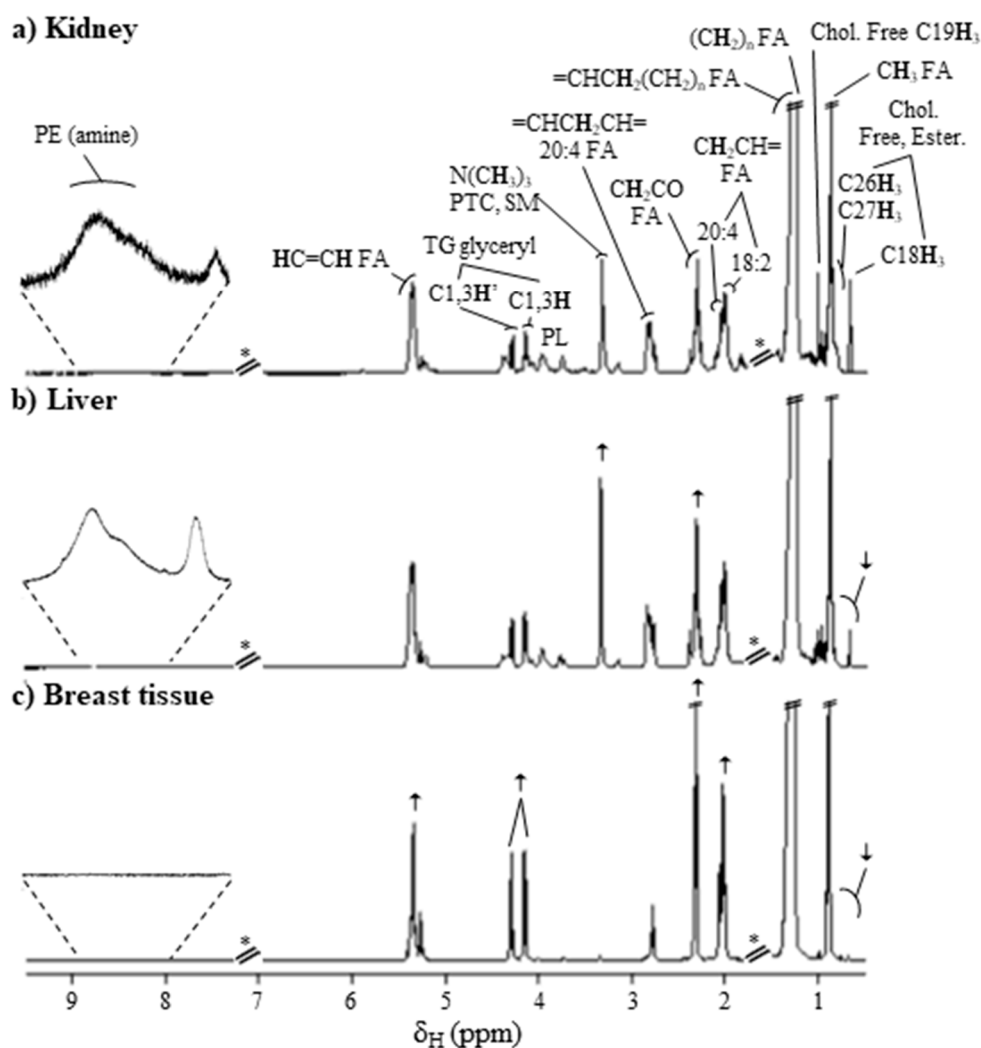 a) Kidney
(CH₂)ₙ FA
Chol. Free C19H₃
=CHCH₂(CH₂)ₙ FA
CH₃ FA
PE (amine)
=CHCH₂CH=
20:4 FA
CH₂CH=
FA
Chol.
Free, Ester.
N(CH₃)₃
PTC, SM
CH₂CO
FA
C26H₃
C27H₃
20:4
18:2
C18H₃
HC=CH FA
TG glyceryl
C1,3H'
C1,3H
PL
*
*
b) Liver
↑
↑
↓
*
*
c) Breast tissue
↑
↑
↑
↑
↓
*
*
9 8 7 6 5 4 3 2 1
δH (ppm)